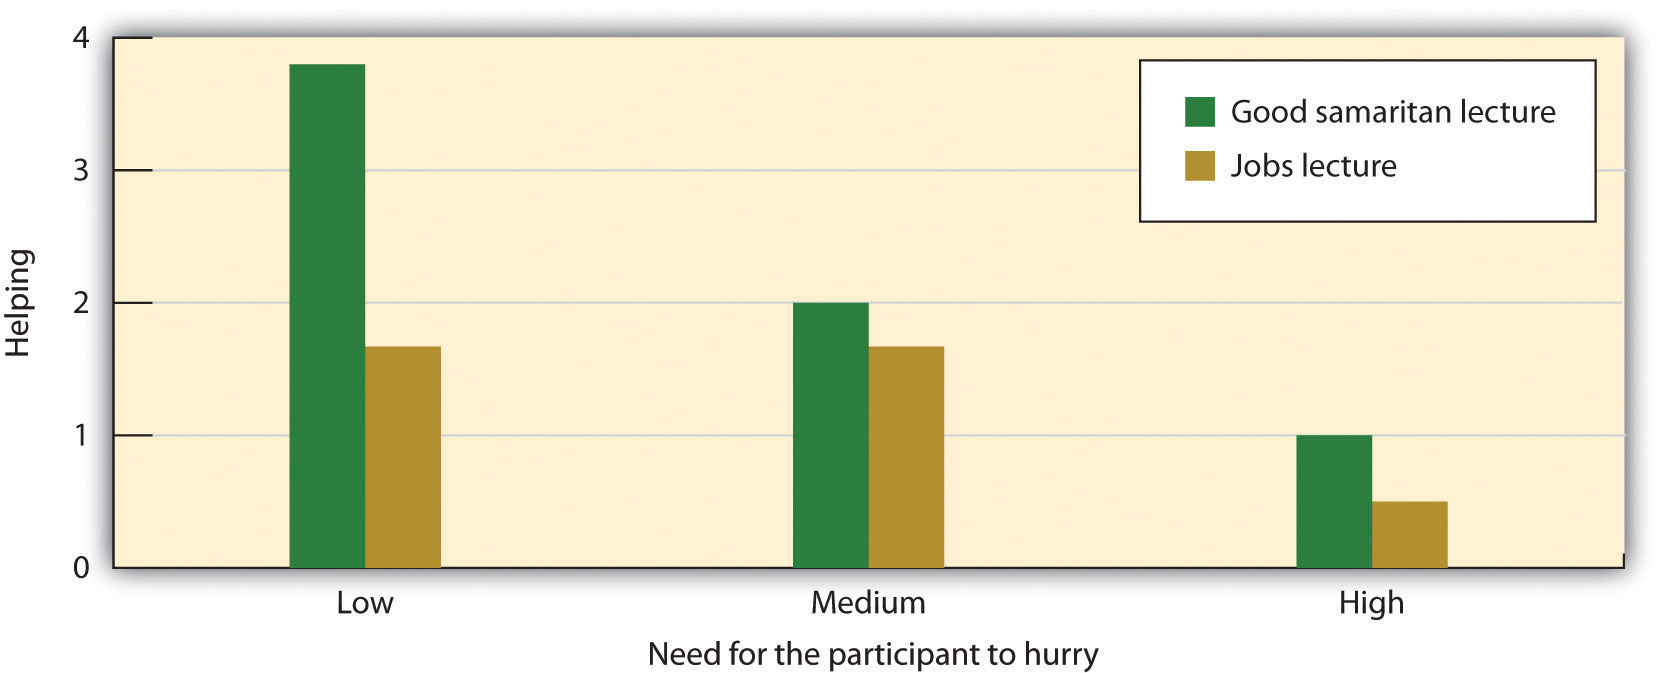 4
3
2
1
0
Helping
Good samaritan lecture
Jobs lecture
Low Medium High
Need for the participant to hurry